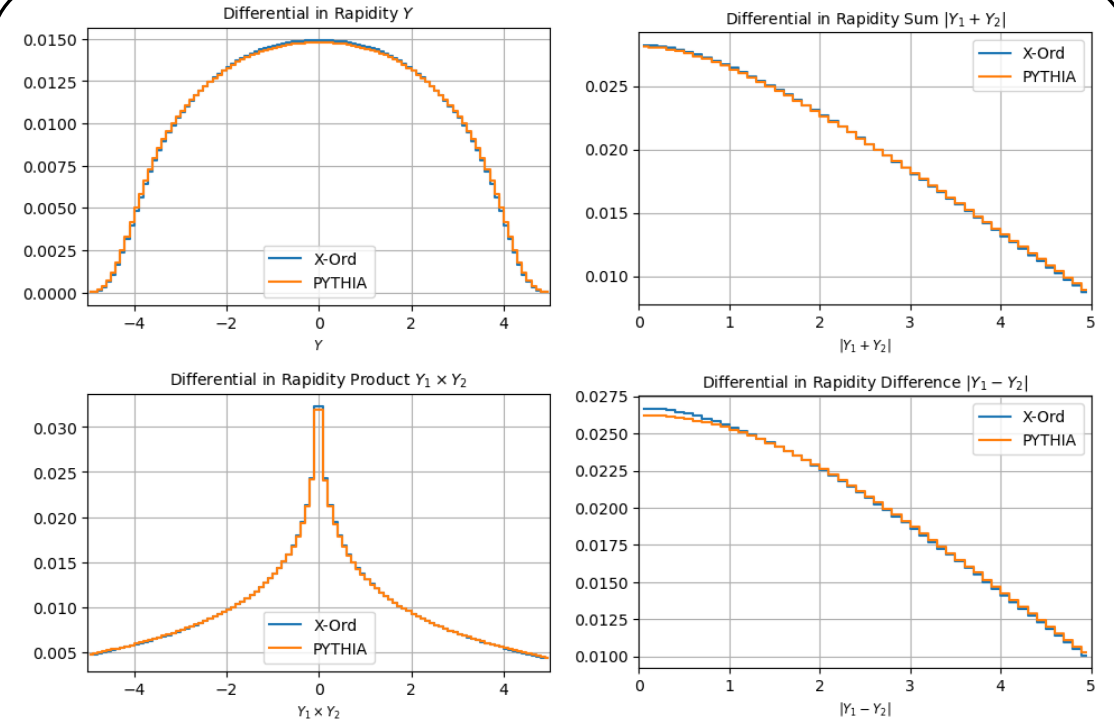 Differential in Rapidity Y
0.0150
0.0125
0.0100
0.0075
0.0050
0.0025
0.0000
X-Ord
PYTHIA
−4 −2 0 2 4
Y
Differential in Rapidity Sum |Y₁ + Y₂|
0.025
0.020
0.015
0.010
X-Ord
PYTHIA
0 1 2 3 4 5
|Y₁ + Y₂|
Differential in Rapidity Product Y₁ × Y₂
0.030
0.025
0.020
0.015
0.010
0.005
X-Ord
PYTHIA
−4 −2 0 2 4
Y₁ × Y₂
Differential in Rapidity Difference |Y₁ − Y₂|
0.0275
0.0250
0.0225
0.0200
0.0175
0.0150
0.0125
0.0100
X-Ord
PYTHIA
0 1 2 3 4 5
|Y₁ − Y₂|